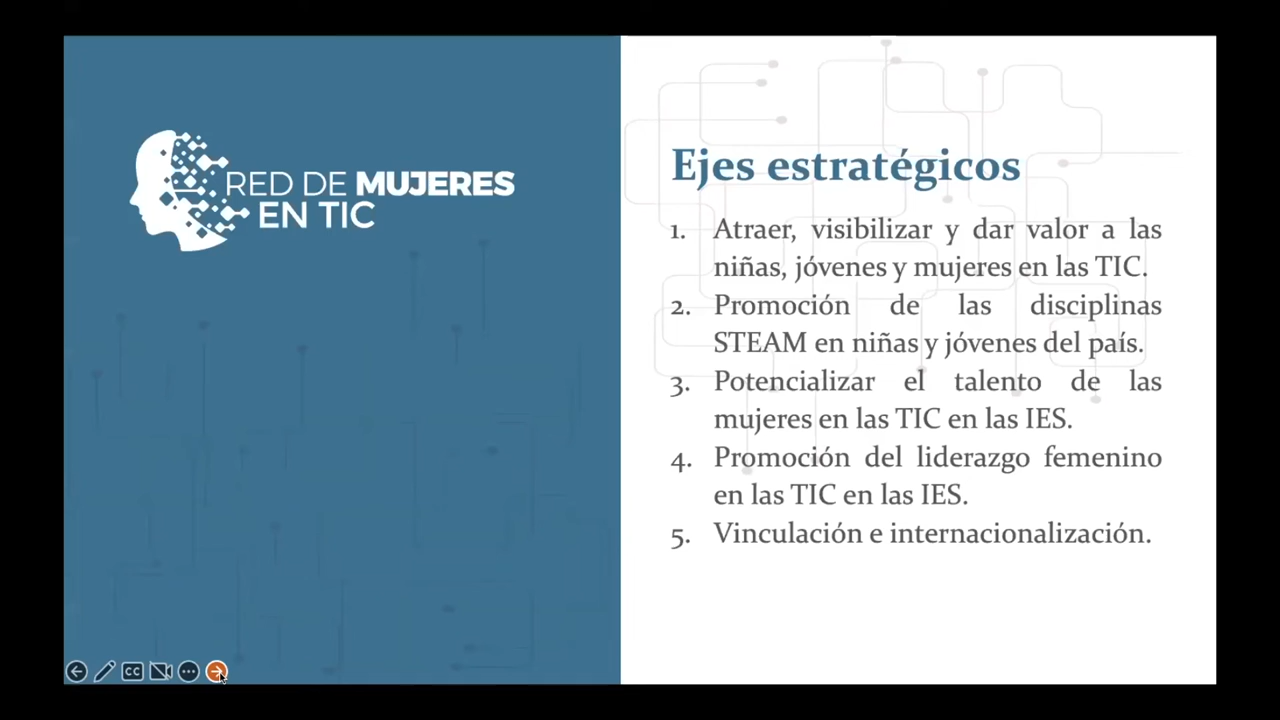 RED DE MUJERES
EN TIC
Ejes estratégicos
1. Atraer, visibilizar y dar valor a las
niñas, jóvenes y mujeres en las TIC.
2. Promoción de las disciplinas
STEAM en niñas y jóvenes del país.
3. Potencializar el talento de las
mujeres en las TIC en las IES.
4. Promoción del liderazgo femenino
en las TIC en las IES.
5. Vinculación e internacionalización.
CC